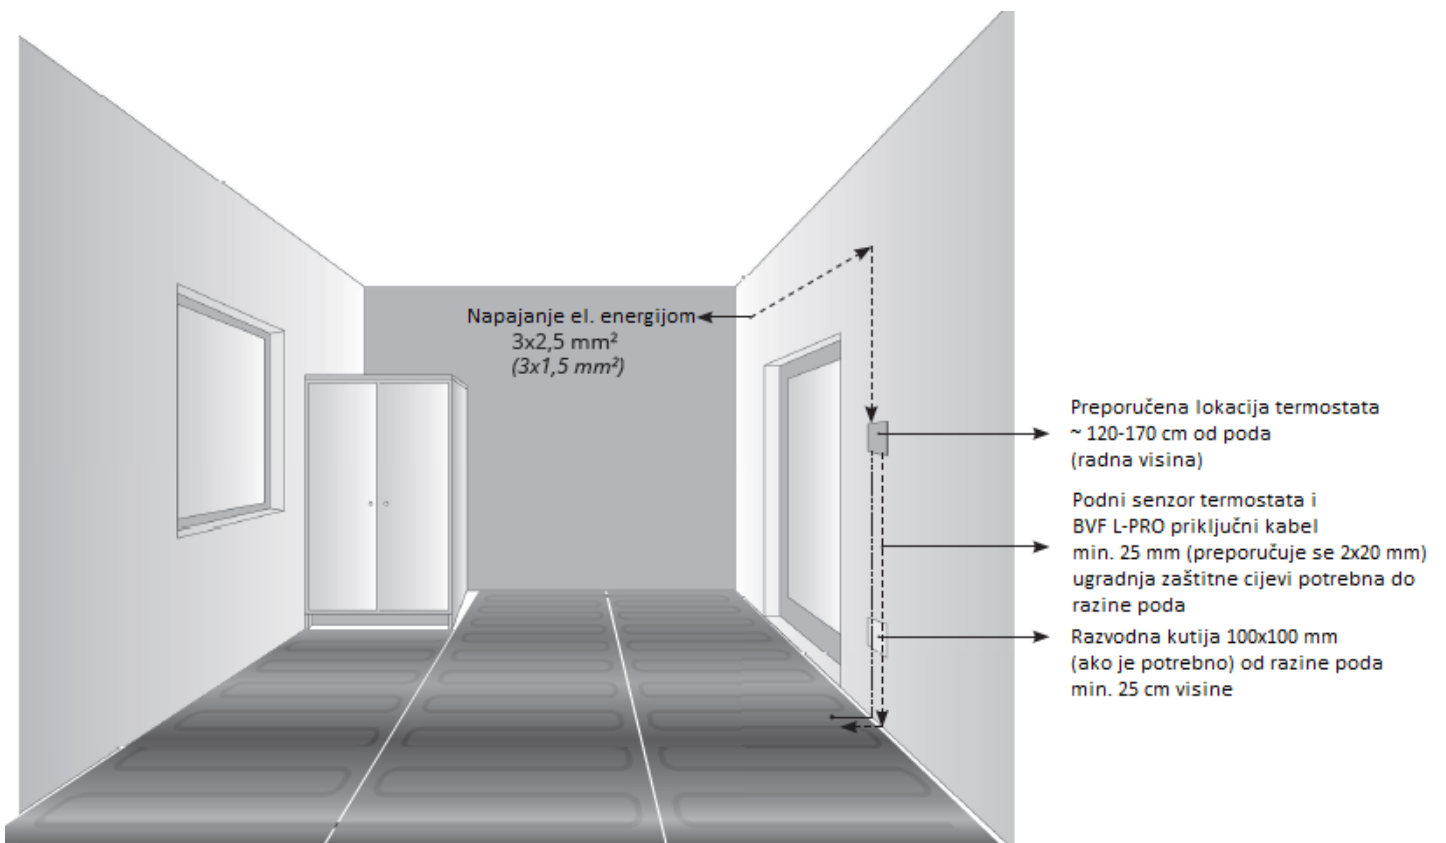 Napajanje el. energijom
3x2,5 mm²
(3x1,5 mm²)
Preporučena lokacija termostata
~ 120-170 cm od poda
(radna visina)
Podni senzor termostata i
BVF L-PRO priključni kabel
min. 25 mm (preporučuje se 2x20 mm)
ugradnja zaštitne cijevi potrebna do
razine poda
Razvodna kutija 100x100 mm
(ako je potrebno) od razine poda
min. 25 cm visine